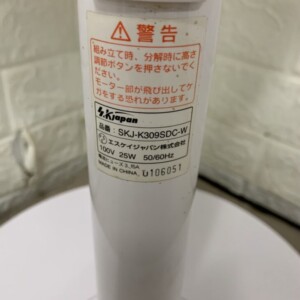 ⚠警告
組み立て時、分解時に高さ
調節ボタンを押さないでく
ださい。
モーター部が飛び出してケ
ガをする恐れがあります。
S.K japan
品番：SKJ-K309SDC-W
エスケイジャパン株式会社
100V 25W 50/60Hz
MADE IN CHINA U106051